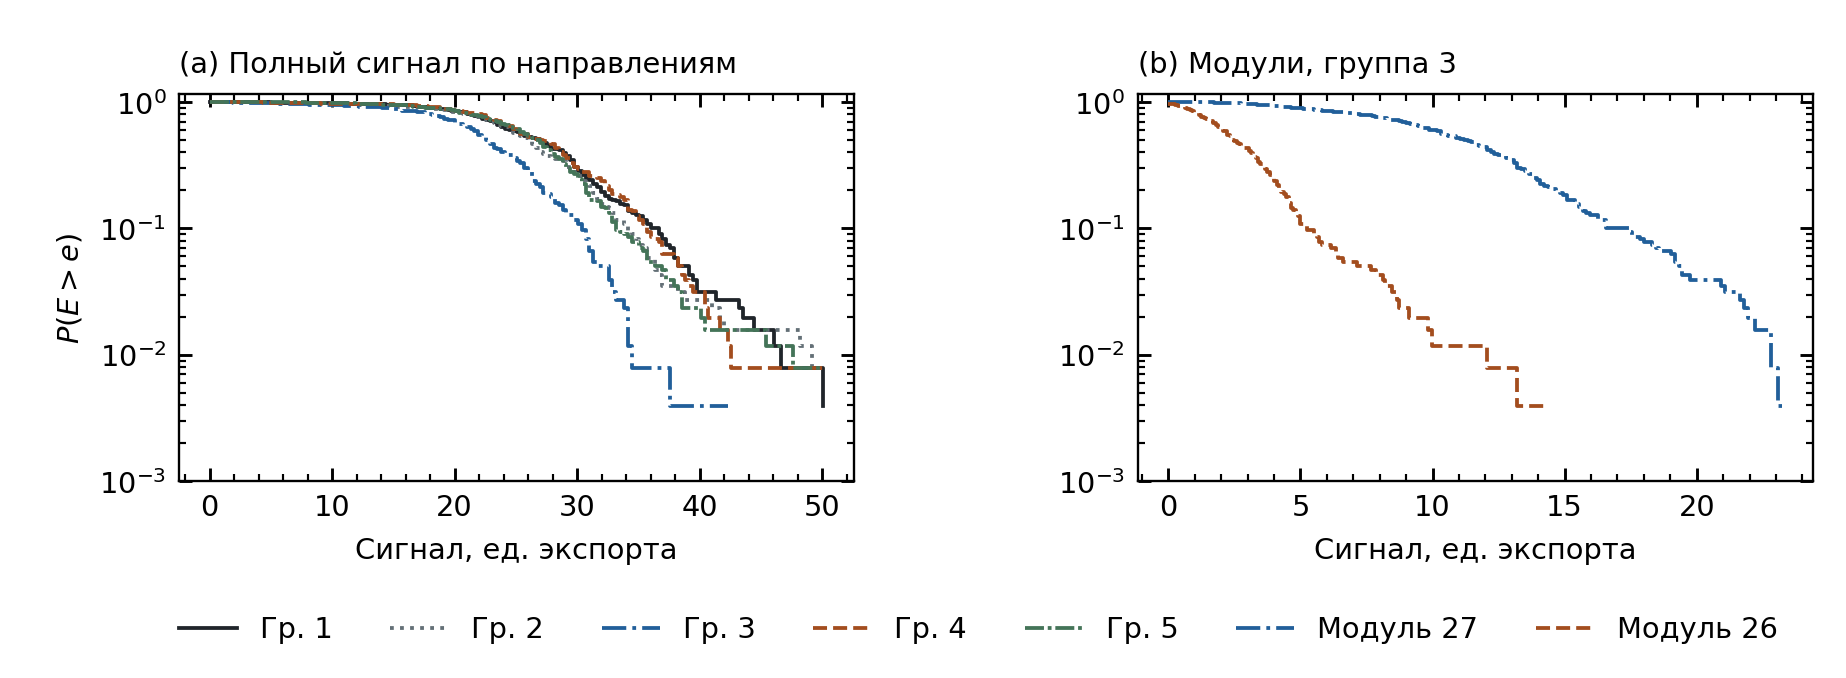 (a) Полный сигнал по направлениям
P(E > e)
10⁰
10⁻¹
10⁻²
10⁻³
0 10 20 30 40 50
Сигнал, ед. экспорта
(b) Модули, группа 3
10⁰
10⁻¹
10⁻²
10⁻³
0 5 10 15 20
Сигнал, ед. экспорта
Гр. 1 Гр. 2 Гр. 3 Гр. 4 Гр. 5 Модуль 27 Модуль 26